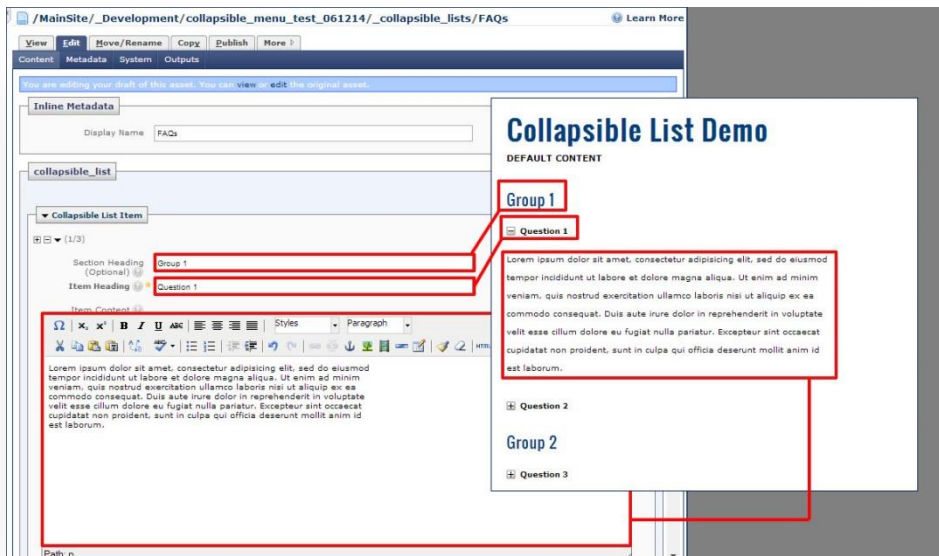 /MainSite/_Development/collapsible_menu_test_061214/_collapsible_lists/FAQs
Learn More
View Edit Move/Rename Copy Publish More
Content Metadata System Outputs
You are editing your draft of this asset. You can view or edit the original asset.
Inline Metadata
Display Name FAQs
collapsible_list
Collapsible List Item
(1/3)
Section Heading
(Optional)
Group 1
Item Heading
Question 1
Item Content
Ω x, x² B I U ABC Styles Paragraph
HTML
Lorem ipsum dolor sit amet, consectetur adipisicing elit, sed do eiusmod
tempor incididunt ut labore et dolore magna aliqua. Ut enim ad minim
veniam, quis nostrud exercitation ullamco laboris nisi ut aliquip ex ea
commodo consequat. Duis aute irure dolor in reprehenderit in voluptate
velit esse cillum dolore eu fugiat nulla pariatur. Excepteur sint occaecat
cupidatat non proident, sunt in culpa qui officia deserunt mollit anim id
est laborum.
Path: p
Collapsible List Demo
DEFAULT CONTENT
Group 1
Question 1
Lorem ipsum dolor sit amet, consectetur adipisicing elit, sed do eiusmod
tempor incididunt ut labore et dolore magna aliqua. Ut enim ad minim
veniam, quis nostrud exercitation ullamco laboris nisi ut aliquip ex ea
commodo consequat. Duis aute irure dolor in reprehenderit in voluptate
velit esse cillum dolore eu fugiat nulla pariatur. Excepteur sint occaecat
cupidatat non proident, sunt in culpa qui officia deserunt mollit anim id
est laborum.
Question 2
Group 2
Question 3